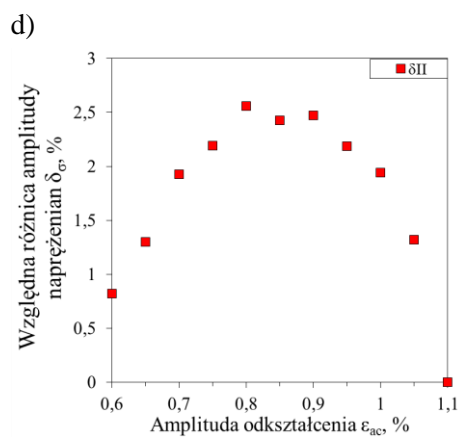 d)
Względna różnica amplitudy
naprężenian δσ, %
3
2,5
2
1,5
1
0,5
0
δII
0,6
0,7
0,8
0,9
1
1,1
Amplituda odkształcenia εac, %